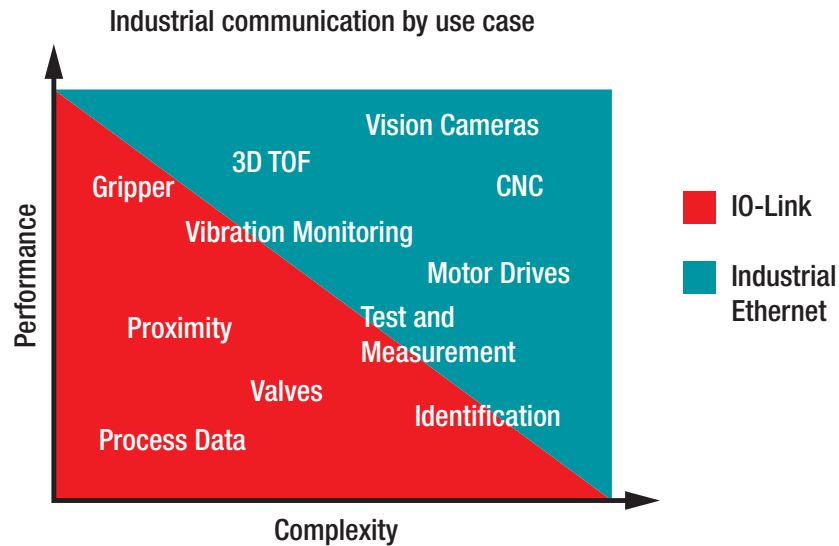 Industrial communication by use case
Performance
Vision Cameras
3D TOF
Gripper
CNC
Vibration Monitoring
Motor Drives
Proximity
Test and
Measurement
Valves
Identification
Process Data
Complexity
IO-Link
Industrial
Ethernet